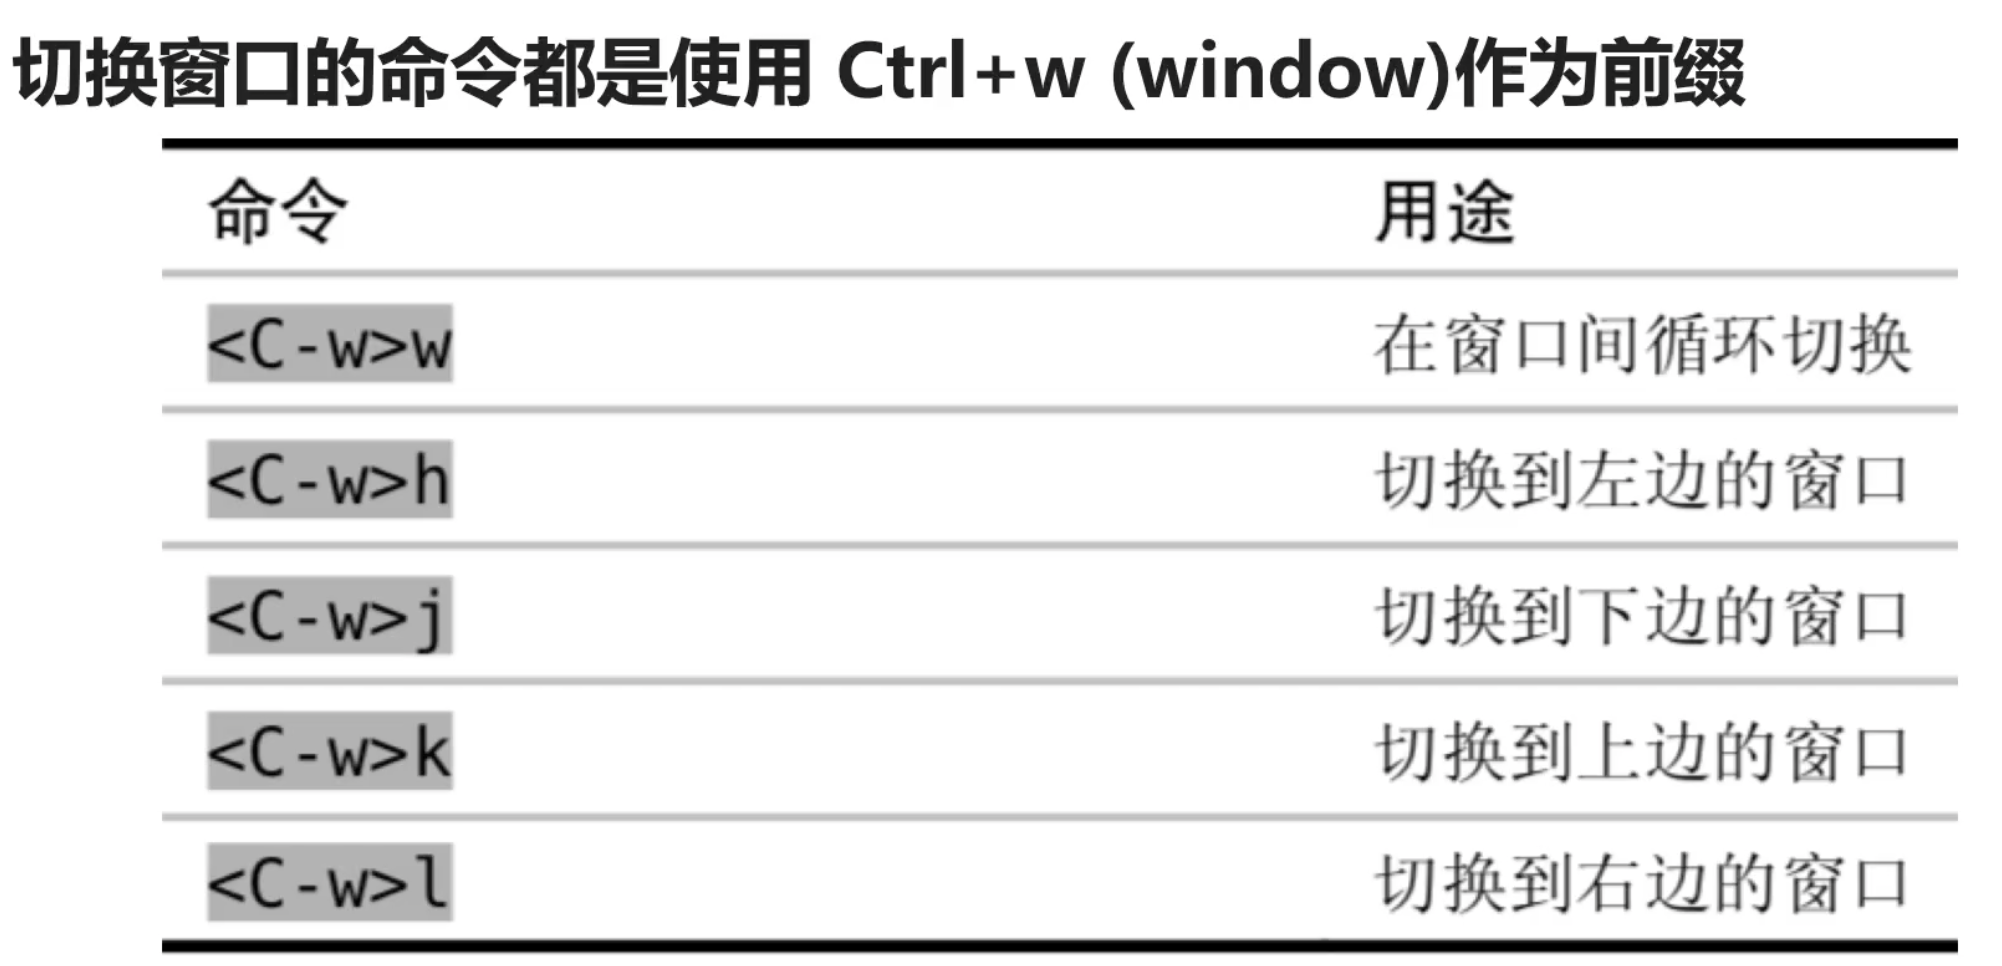 切换窗口的命令都是使用 Ctrl+w (window)作为前缀
命令 用途
<C-w>w 在窗口间循环切换
<C-w>h 切换到左边的窗口
<C-w>j 切换到下边的窗口
<C-w>k 切换到上边的窗口
<C-w>l 切换到右边的窗口